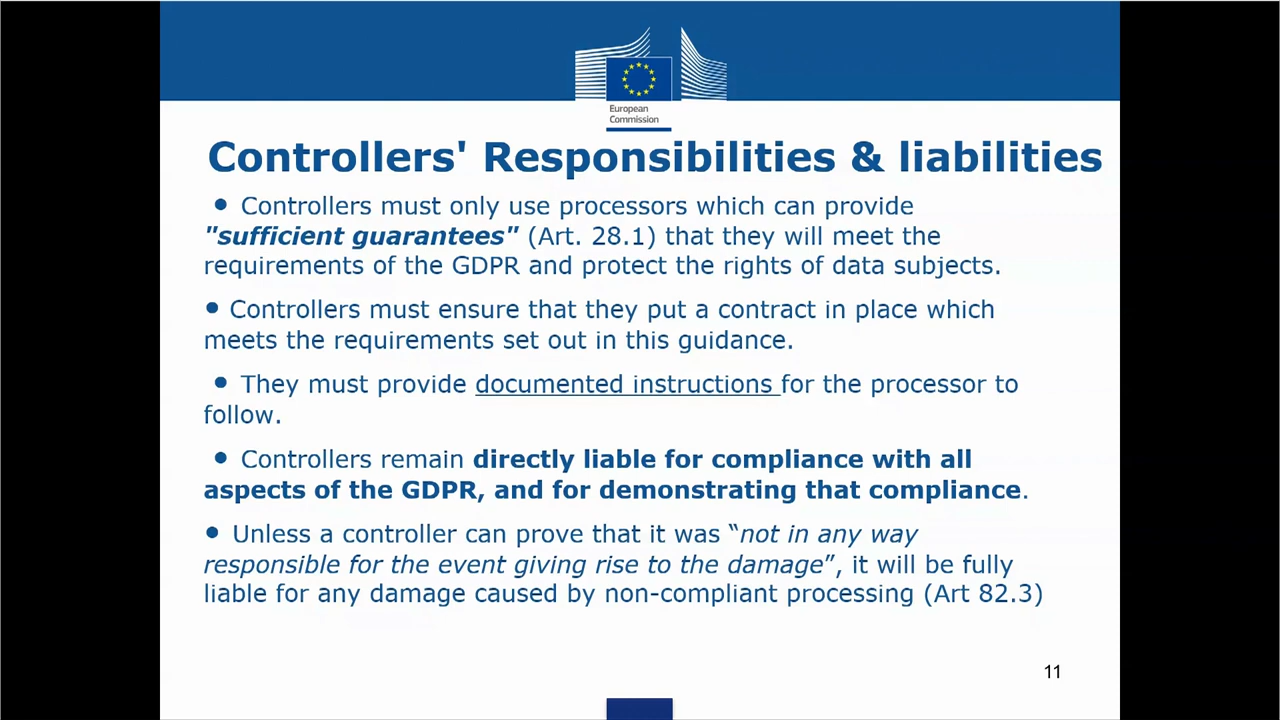 European
Commission
Controllers' Responsibilities & liabilities
• Controllers must only use processors which can provide
"sufficient guarantees" (Art. 28.1) that they will meet the
requirements of the GDPR and protect the rights of data subjects.
• Controllers must ensure that they put a contract in place which
meets the requirements set out in this guidance.
• They must provide documented instructions for the processor to
follow.
• Controllers remain directly liable for compliance with all
aspects of the GDPR, and for demonstrating that compliance.
• Unless a controller can prove that it was “not in any way
responsible for the event giving rise to the damage”, it will be fully
liable for any damage caused by non-compliant processing (Art 82.3)
11